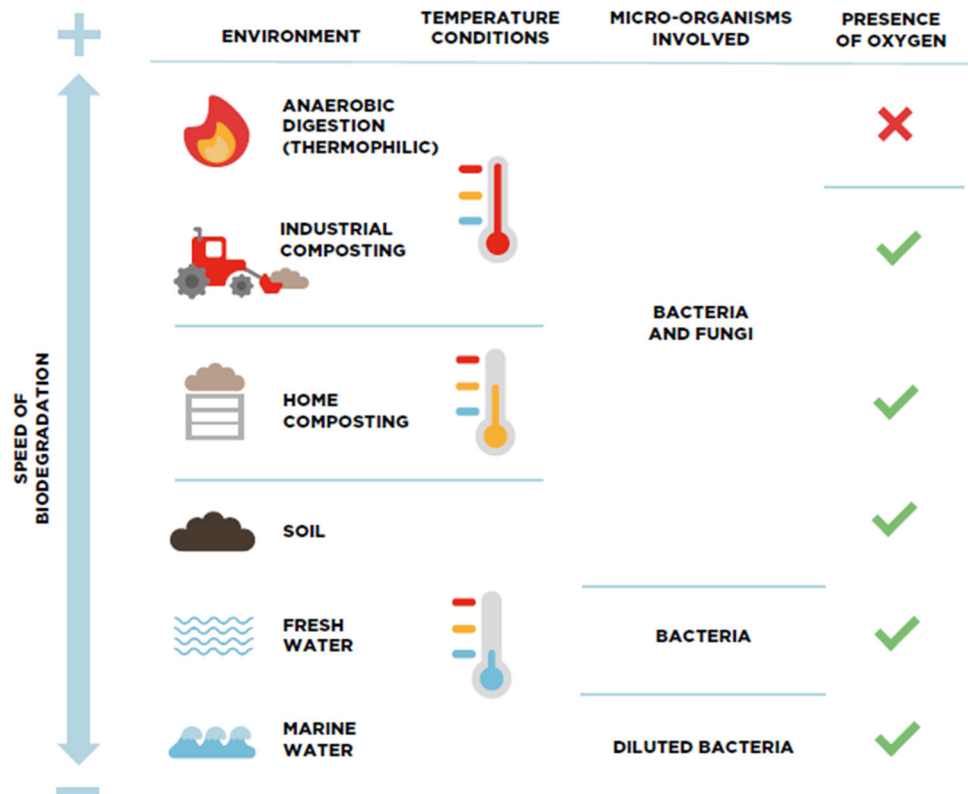 ENVIRONMENT
TEMPERATURE
CONDITIONS
MICRO-ORGANISMS
INVOLVED
PRESENCE
OF OXYGEN
SPEED OF
BIODEGRADATION
ANAEROBIC
DIGESTION
(THERMOPHILIC)
INDUSTRIAL
COMPOSTING
BACTERIA
AND FUNGI
HOME
COMPOSTING
SOIL
FRESH
WATER
BACTERIA
MARINE
WATER
DILUTED BACTERIA